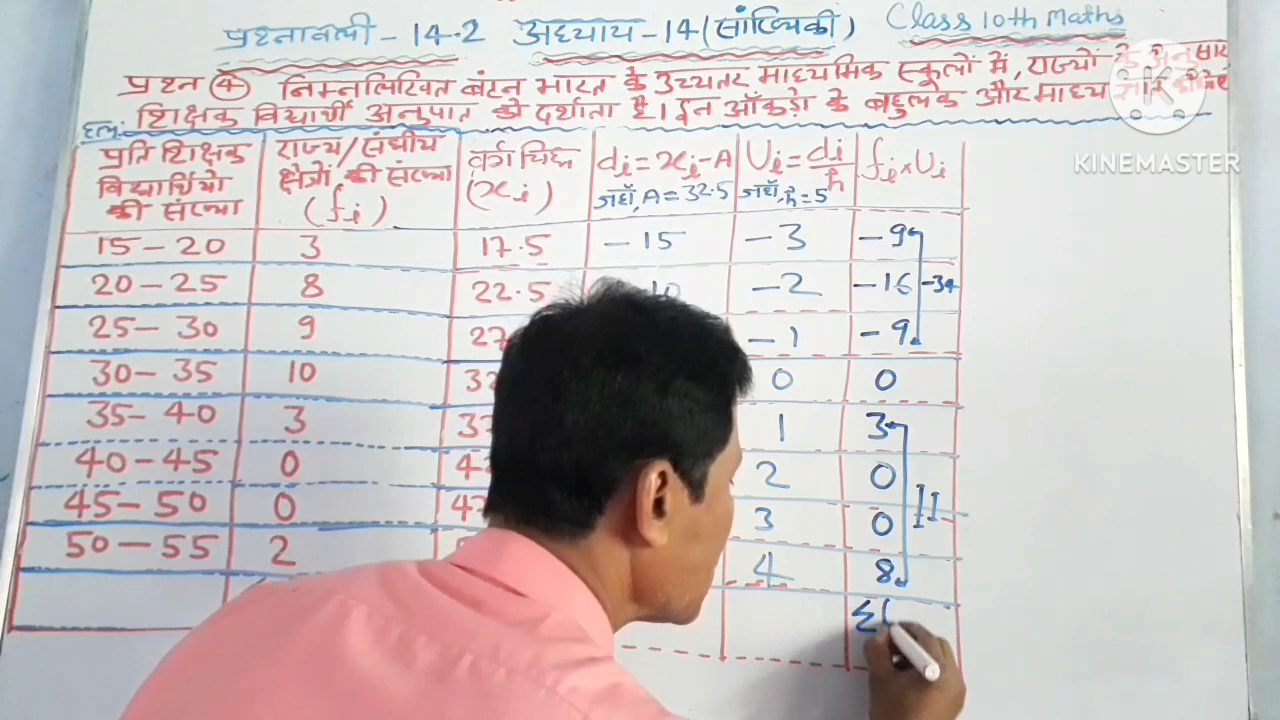 प्रश्नावली - 14.2 अध्याय - 14 (सांख्यिकी) Class 10th Maths
प्रश्न ④ निम्नलिखित बंटन भारत के उच्चतर माध्यमिक स्कूलों में, राज्यों के अनुसार
शिक्षक विद्यार्थी अनुपात को दर्शाता है। इन आँकड़ो के बहुलक और माध्य
हल:
KINEMASTER
प्रति शिक्षक विद्यार्थियो की संख्या
राज्य/संघीय क्षैत्रों की संख्या (fi)
वर्ग चिह्न (xi)
di = xi - A जहाँ, A = 32.5
Ui = di/h जहाँ, h = 5
fi x Ui
15 - 20 3 17.5 -15 -3 -9
20 - 25 8 22.5 10 -2 -16 -34
25 - 30 9 27 -1 -9
30 - 35 10 0 0
35 - 40 3 1 3
40 - 45 0 2 0
45 - 50 0 3 0 11
50 - 55 2 4 8
Σ